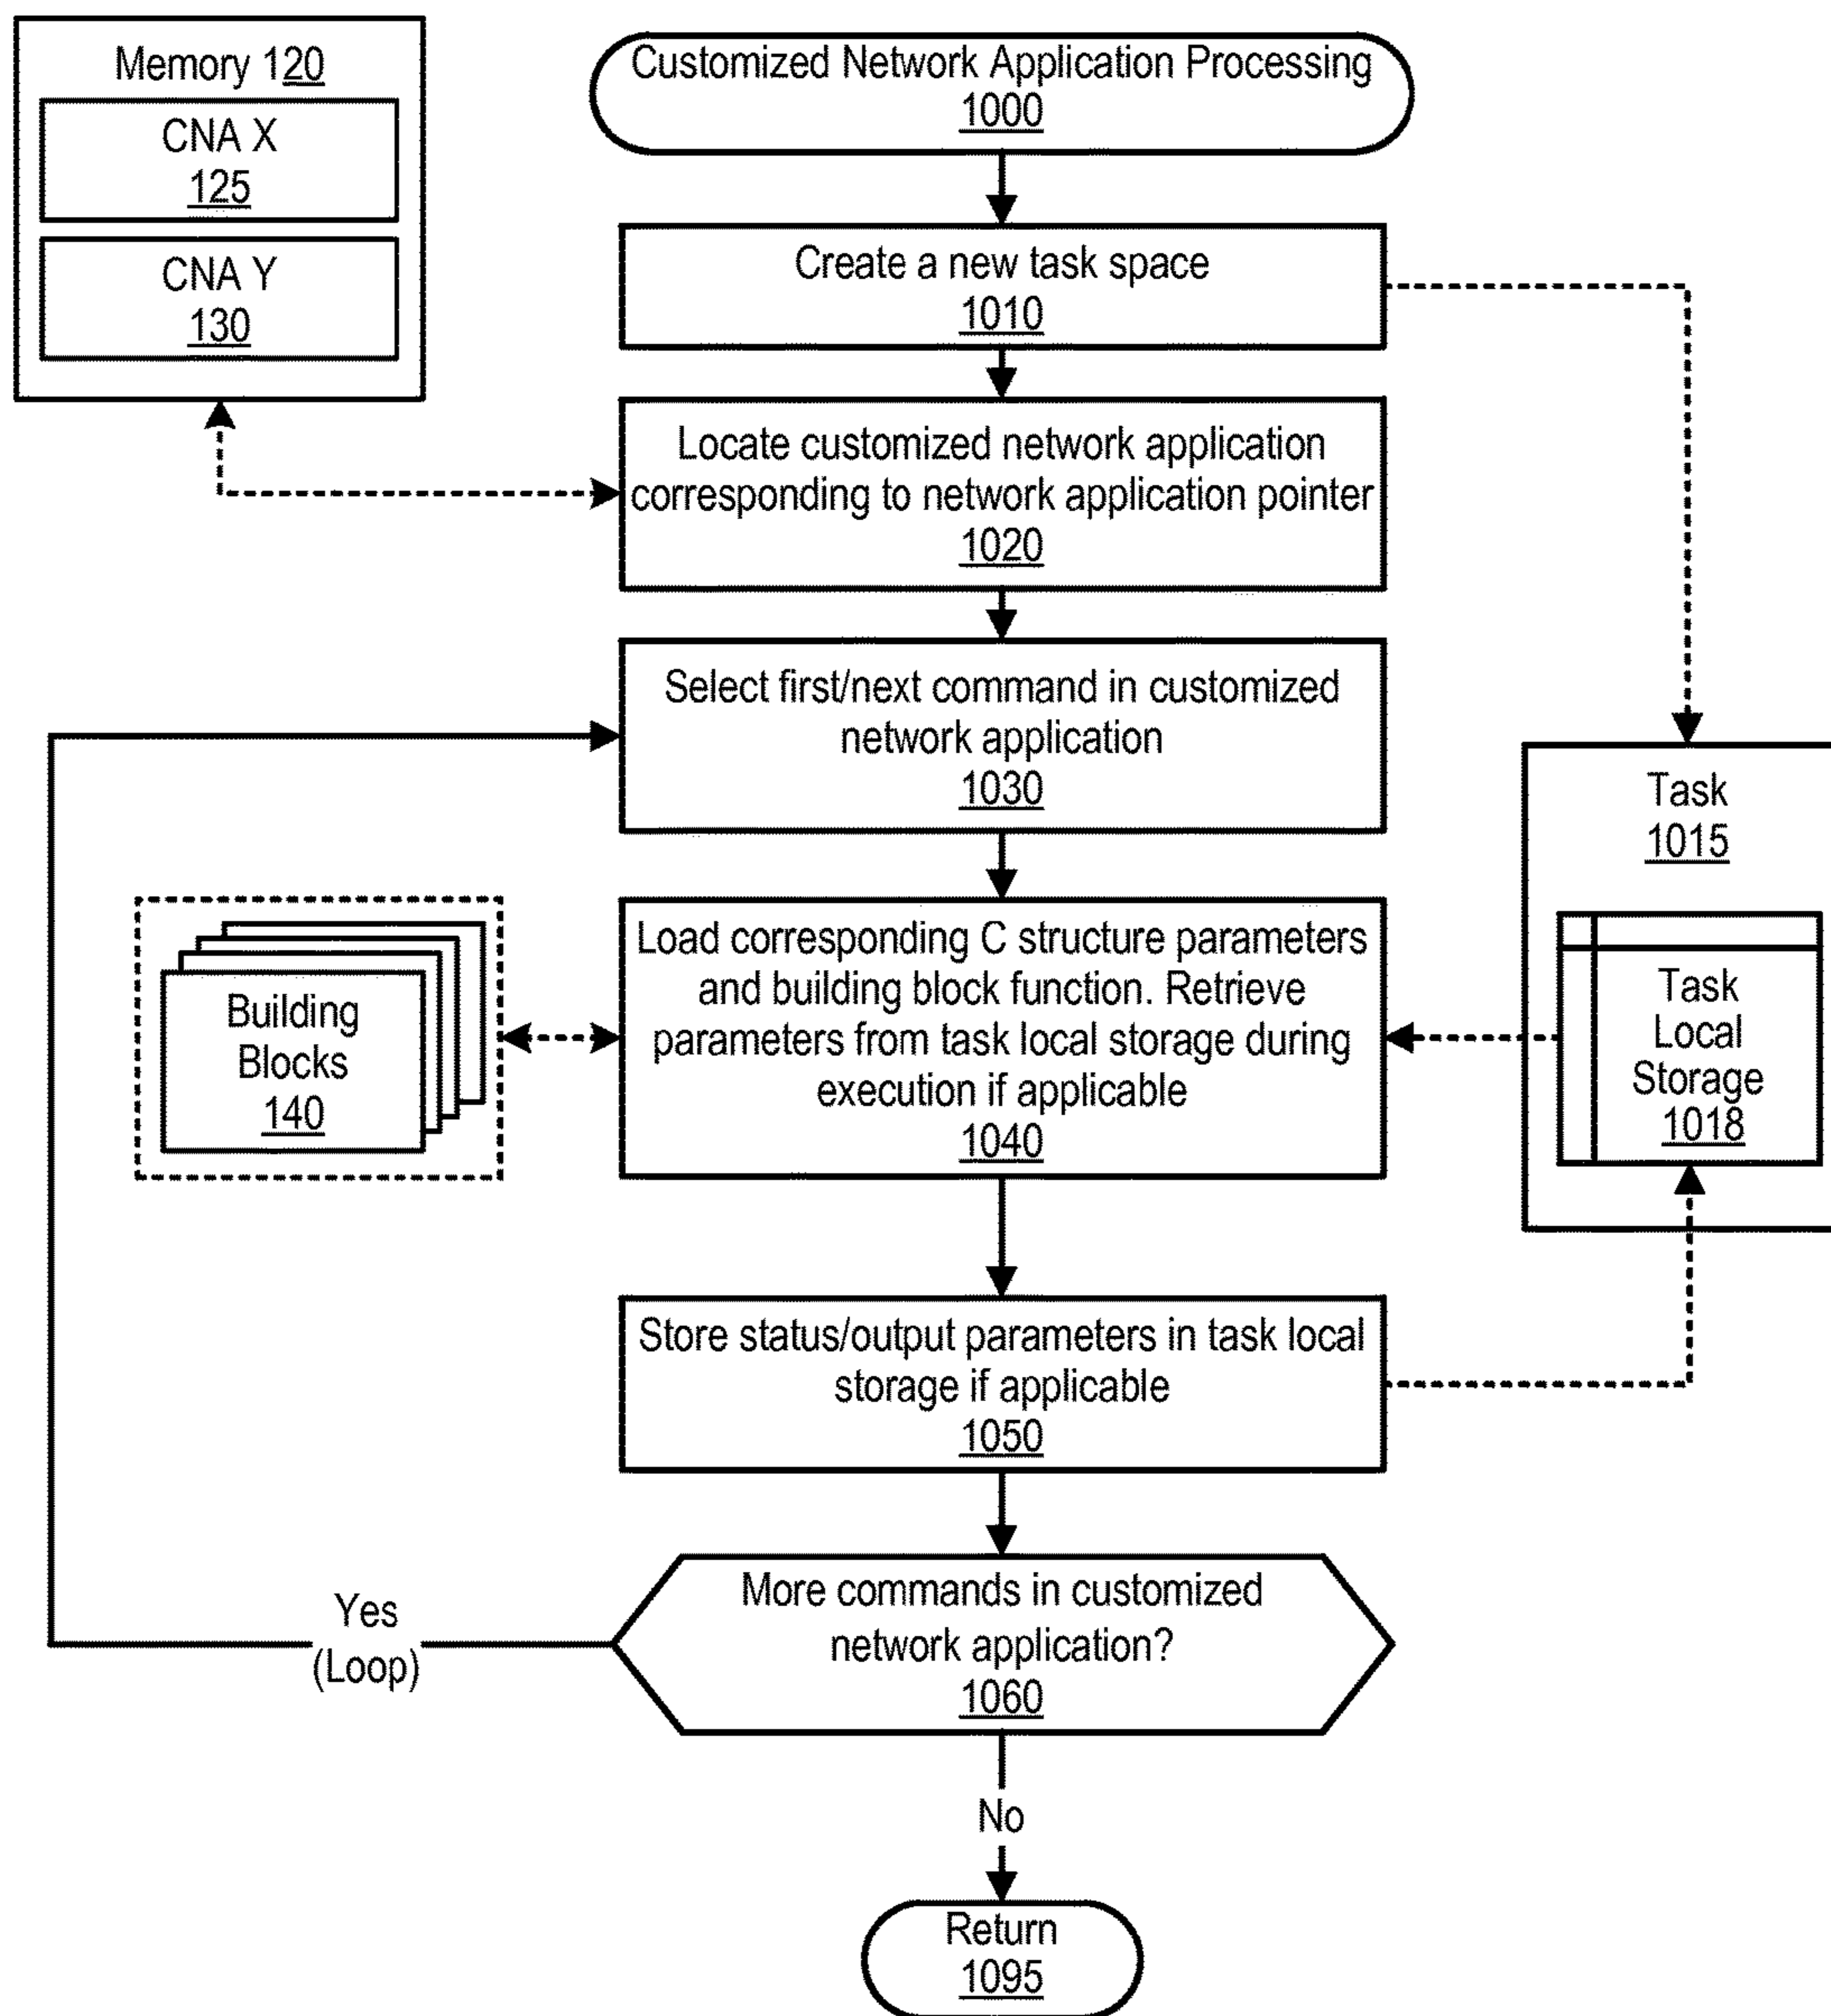 Memory 120
CNA X
125
CNA Y
130
Customized Network Application Processing
1000
Create a new task space
1010
Locate customized network application
corresponding to network application pointer
1020
Select first/next command in customized
network application
1030
Task
1015
Task
Local
Storage
1018
Building
Blocks
140
Load corresponding C structure parameters
and building block function. Retrieve
parameters from task local storage during
execution if applicable
1040
Store status/output parameters in task local
storage if applicable
1050
More commands in customized
network application?
1060
Yes
(Loop)
No
Return
1095